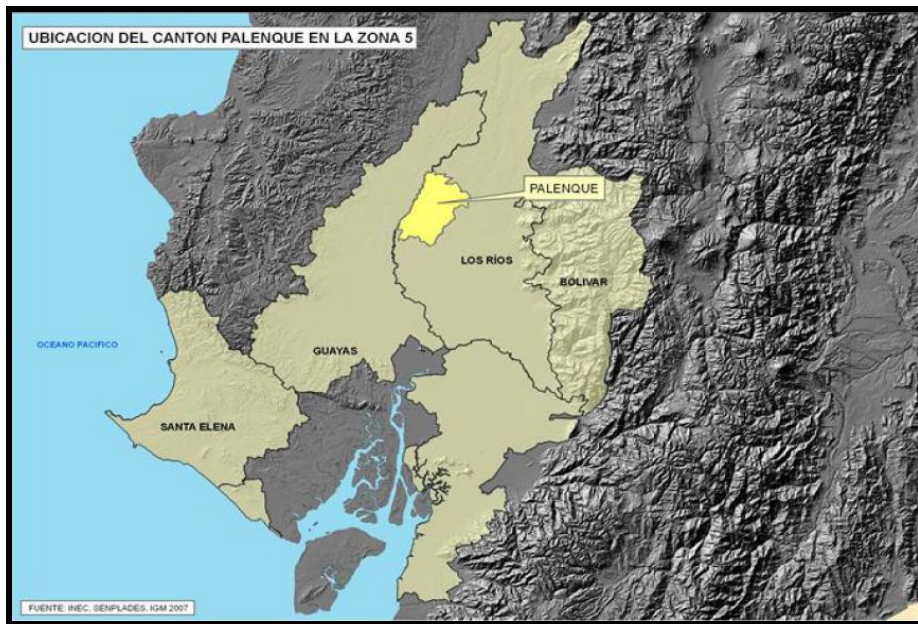 UBICACION DEL CANTON PALENQUE EN LA ZONA 5
PALENQUE
LOS RÍOS
BOLIVAR
OCEANO PACIFICO
GUAYAS
SANTA ELENA
FUENTE: INEC, SENPLADES, IGM 2007